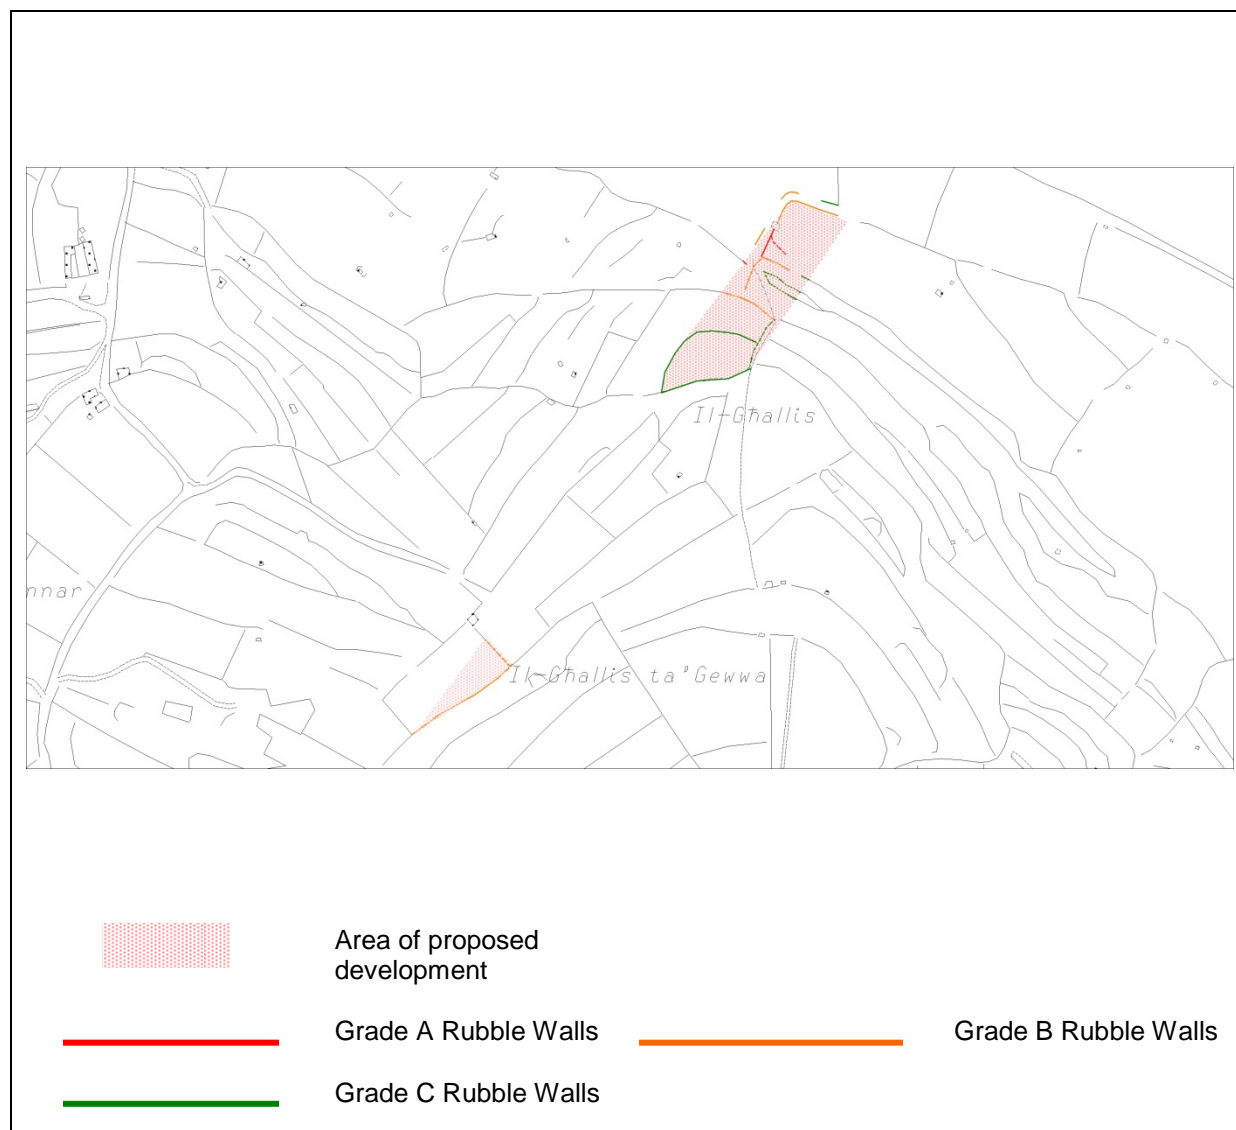 Il-Għallis
nnar
Il-Għallis ta' Gewwa
Area of proposed
development
Grade A Rubble Walls
Grade B Rubble Walls
Grade C Rubble Walls